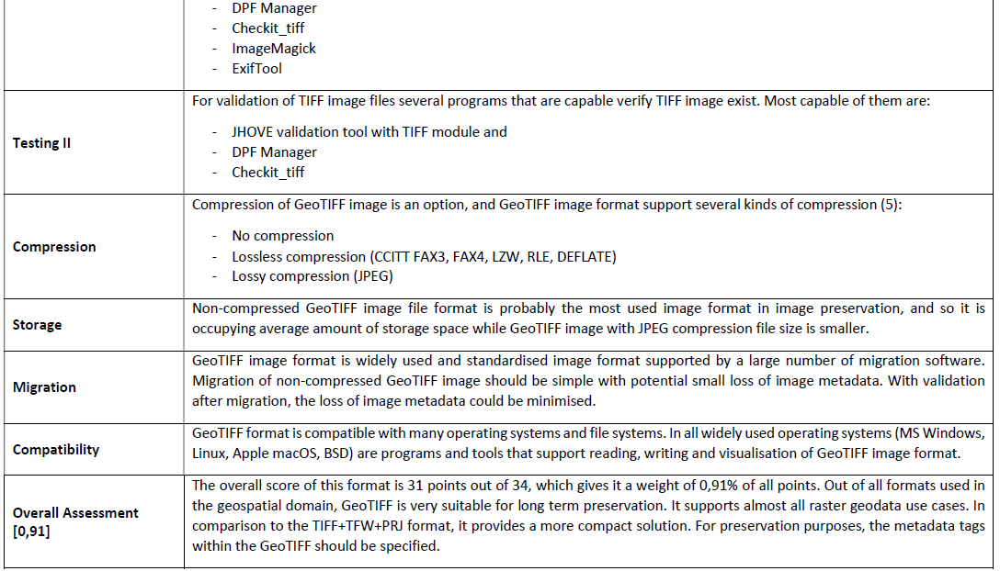 - DPF Manager
- Checkit_tiff
- ImageMagick
- ExifTool
Testing II
For validation of TIFF image files several programs that are capable verify TIFF image exist. Most capable of them are:
- JHOVE validation tool with TIFF module and
- DPF Manager
- Checkit_tiff
Compression
Compression of GeoTIFF image is an option, and GeoTIFF image format support several kinds of compression (5):
- No compression
- Lossless compression (CCITT FAX3, FAX4, LZW, RLE, DEFLATE)
- Lossy compression (JPEG)
Storage
Non-compressed GeoTIFF image file format is probably the most used image format in image preservation, and so it is
occupying average amount of storage space while GeoTIFF image with JPEG compression file size is smaller.
Migration
GeoTIFF image format is widely used and standardised image format supported by a large number of migration software.
Migration of non-compressed GeoTIFF image should be simple with potential small loss of image metadata. With validation
after migration, the loss of image metadata could be minimised.
Compatibility
GeoTIFF format is compatible with many operating systems and file systems. In all widely used operating systems (MS Windows,
Linux, Apple macOS, BSD) are programs and tools that support reading, writing and visualisation of GeoTIFF image format.
Overall Assessment
[0,91]
The overall score of this format is 31 points out of 34, which gives it a weight of 0,91% of all points. Out of all formats used in
the geospatial domain, GeoTIFF is very suitable for long term preservation. It supports almost all raster geodata use cases. In
comparison to the TIFF+TFW+PRJ format, it provides a more compact solution. For preservation purposes, the metadata tags
within the GeoTIFF should be specified.